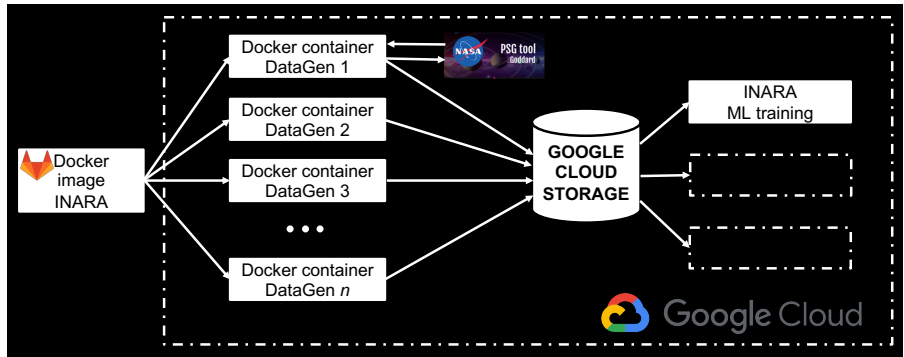 Docker container
DataGen 1
NASA
PSG tool
Goddard
Docker container
DataGen 2
INARA
ML training
Docker
image
INARA
Docker container
DataGen 3
GOOGLE
CLOUD
STORAGE
...
Docker container
DataGen n
Google Cloud